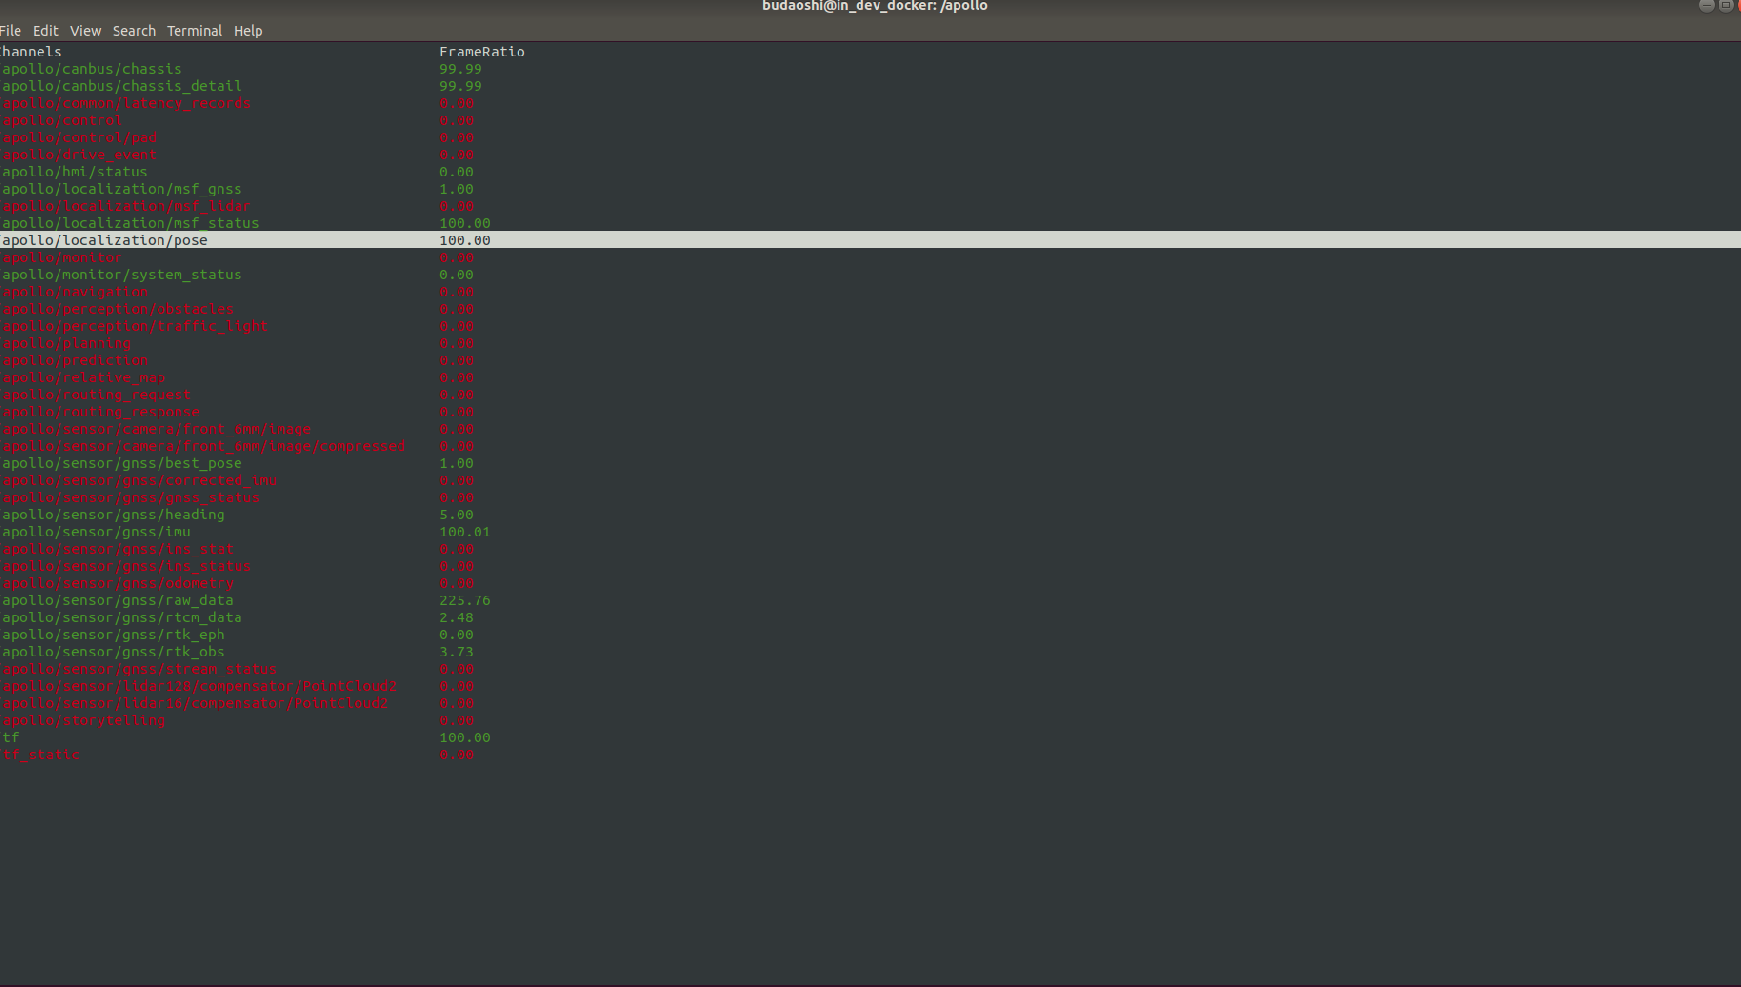 budaoshi@in_dev_docker: /apollo
File Edit View Search Terminal Help
Channels FrameRatio
/apollo/canbus/chassis 99.99
/apollo/canbus/chassis_detail 99.99
/apollo/common/latency_records 0.00
/apollo/control 0.00
/apollo/control/pad 0.00
/apollo/drive_event 0.00
/apollo/hmi/status 0.00
/apollo/localization/msf_gnss 1.00
/apollo/localization/msf_lidar 0.00
/apollo/localization/msf_status 100.00
/apollo/localization/pose 100.00
/apollo/monitor 0.00
/apollo/monitor/system_status 0.00
/apollo/navigation 0.00
/apollo/perception/obstacles 0.00
/apollo/perception/traffic_light 0.00
/apollo/planning 0.00
/apollo/prediction 0.00
/apollo/relative_map 0.00
/apollo/routing_request 0.00
/apollo/routing_response 0.00
/apollo/sensor/camera/front_6mm/image 0.00
/apollo/sensor/camera/front_6mm/image/compressed 0.00
/apollo/sensor/gnss/best_pose 1.00
/apollo/sensor/gnss/corrected_imu 0.00
/apollo/sensor/gnss/gnss_status 0.00
/apollo/sensor/gnss/heading 5.00
/apollo/sensor/gnss/imu 100.01
/apollo/sensor/gnss/ins_stat 0.00
/apollo/sensor/gnss/ins_status 0.00
/apollo/sensor/gnss/odometry 0.00
/apollo/sensor/gnss/raw_data 225.76
/apollo/sensor/gnss/rtcm_data 2.48
/apollo/sensor/gnss/rtk_eph 0.00
/apollo/sensor/gnss/rtk_obs 3.73
/apollo/sensor/gnss/stream_status 0.00
/apollo/sensor/lidar128/compensator/PointCloud2 0.00
/apollo/sensor/lidar16/compensator/PointCloud2 0.00
/apollo/storytelling 0.00
/tf 100.00
/tf_static 0.00